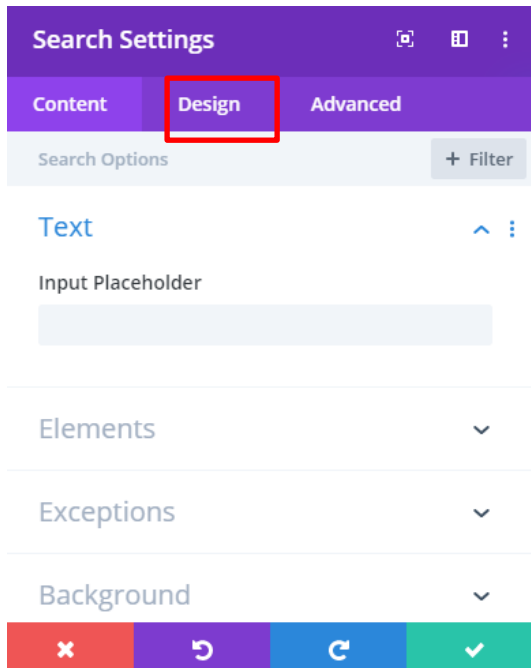 Search Settings
Content Design Advanced
Search Options + Filter
Text
Input Placeholder
Elements
Exceptions
Background